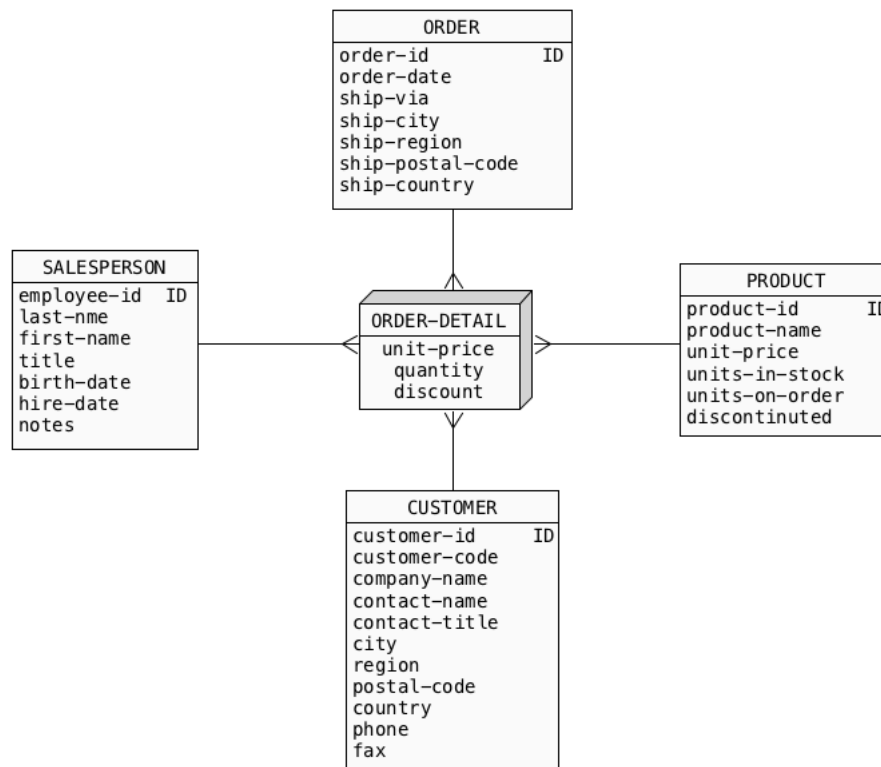 ORDER
order-id ID
order-date
ship-via
ship-city
ship-region
ship-postal-code
ship-country
SALESPERSON
employee-id ID
last-nme
first-name
title
birth-date
hire-date
notes
ORDER-DETAIL
unit-price
quantity
discount
PRODUCT
product-id ID
product-name
unit-price
units-in-stock
units-on-order
discontinuted
CUSTOMER
customer-id ID
customer-code
company-name
contact-name
contact-title
city
region
postal-code
country
phone
fax